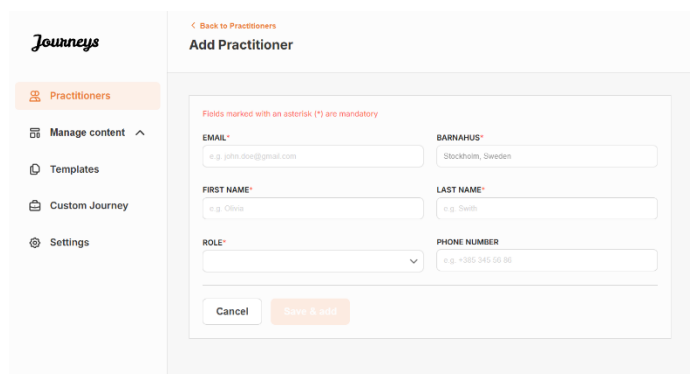 Journeys
Practitioners
Manage content
Templates
Custom Journey
Settings
Back to Practitioners
Add Practitioner
Fields marked with an asterisk (*) are mandatory
EMAIL* BARNAHUS*
e.g. john.doe@gmail.com Stockholm, Sweden
FIRST NAME* LAST NAME*
e.g. Olivia e.g. Smith
ROLE* PHONE NUMBER
e.g. +385 345 56 86
Cancel Save & add